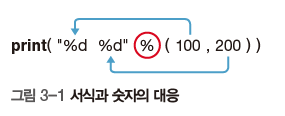 print( "%d  %d" % ( 100 , 200 ) )
그림 3-1 서식과 숫자의 대응